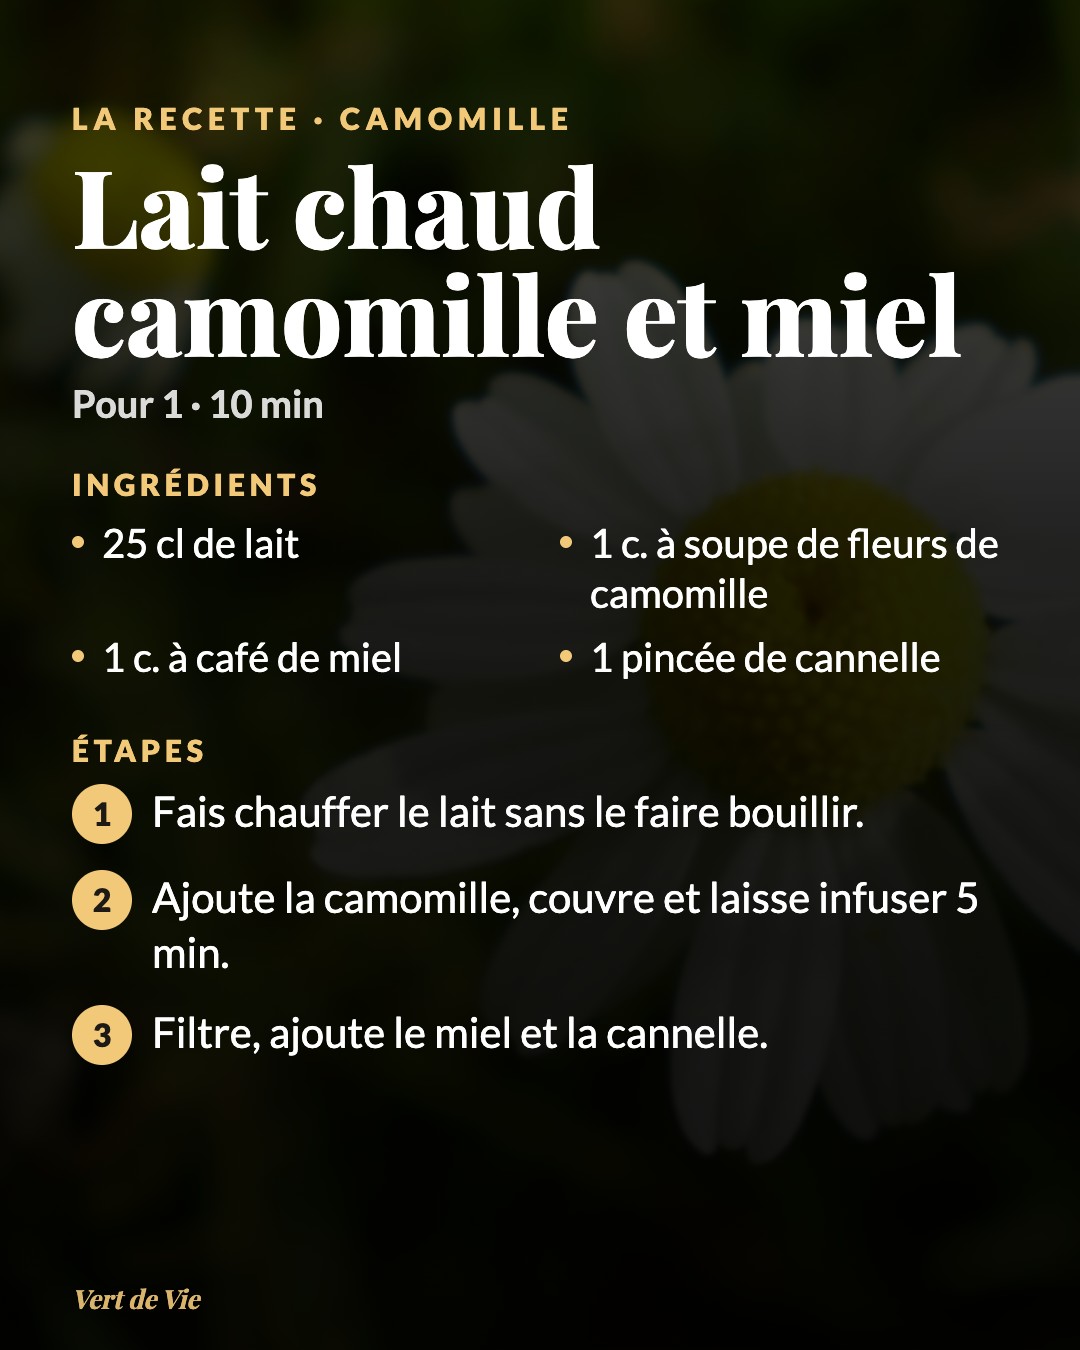 LA RECETTE · CAMOMILLE
Lait chaud
camomille et miel
Pour 1 · 10 min
INGRÉDIENTS
• 25 cl de lait
• 1 c. à soupe de fleurs de
camomille
• 1 c. à café de miel
• 1 pincée de cannelle
ÉTAPES
1 Fais chauffer le lait sans le faire bouillir.
2 Ajoute la camomille, couvre et laisse infuser 5
min.
3 Filtre, ajoute le miel et la cannelle.
Vert de Vie